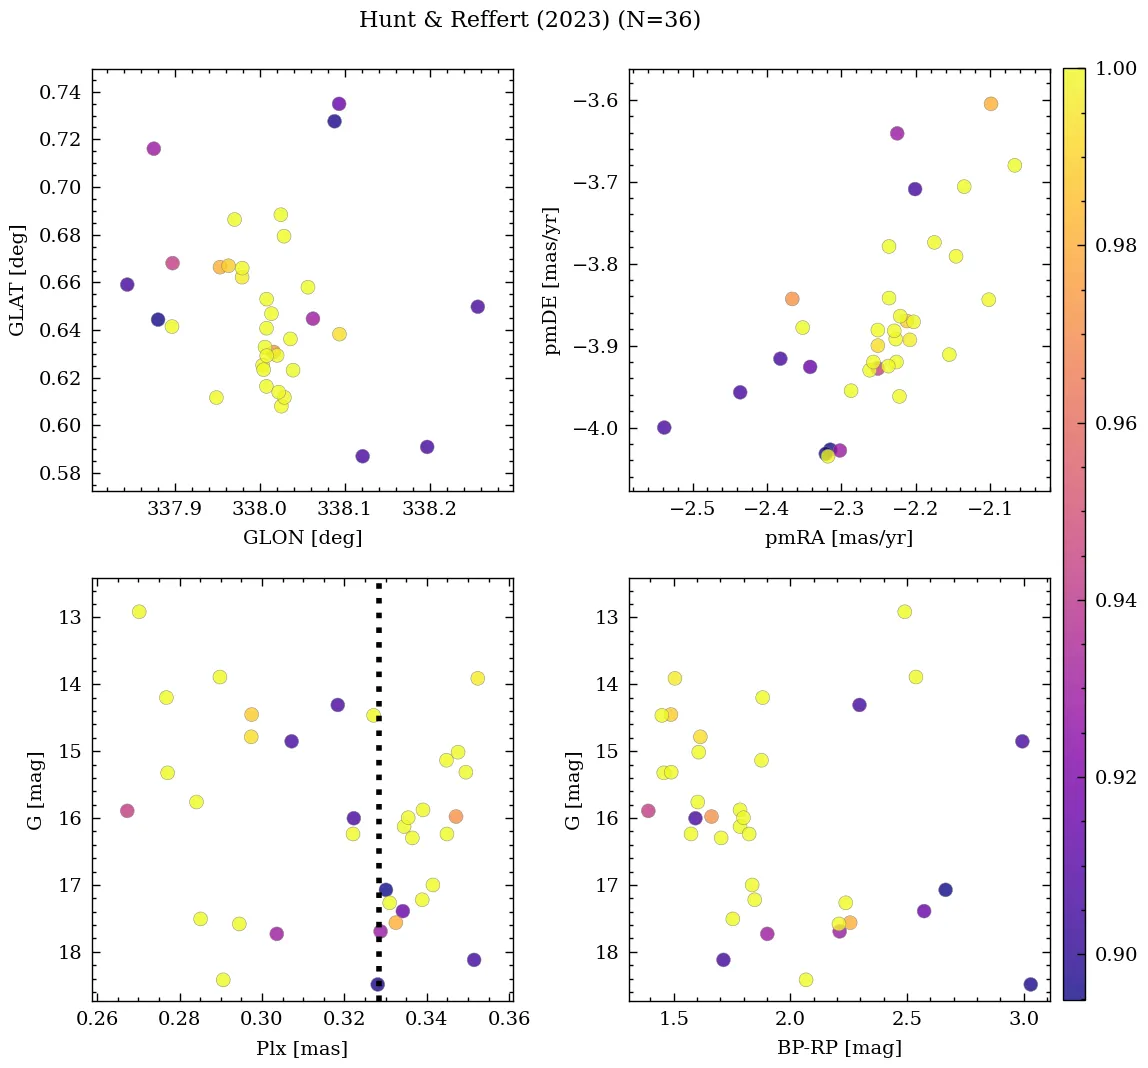 Hunt & Reffert (2023) (N=36)
0.74
0.72
0.70
0.68
0.66
0.64
0.62
0.60
0.58
GLAT [deg]
337.9 338.0 338.1 338.2
GLON [deg]
−3.6
−3.7
−3.8
−3.9
−4.0
pmDE [mas/yr]
−2.5 −2.4 −2.3 −2.2 −2.1
pmRA [mas/yr]
1.00
0.98
0.96
0.94
0.92
0.90
13
14
15
16
17
18
G [mag]
0.26 0.28 0.30 0.32 0.34 0.36
Plx [mas]
13
14
15
16
17
18
G [mag]
1.5 2.0 2.5 3.0
BP-RP [mag]